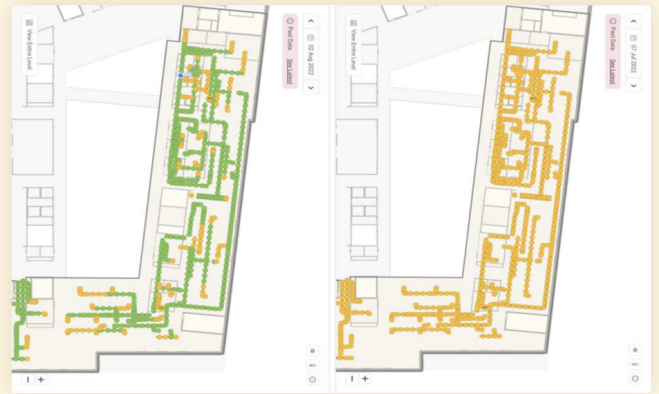 02 Aug 2022
Past Data See Latest
View Entire Level
17 Jul 2022
Past Data See Latest
View Entire Level